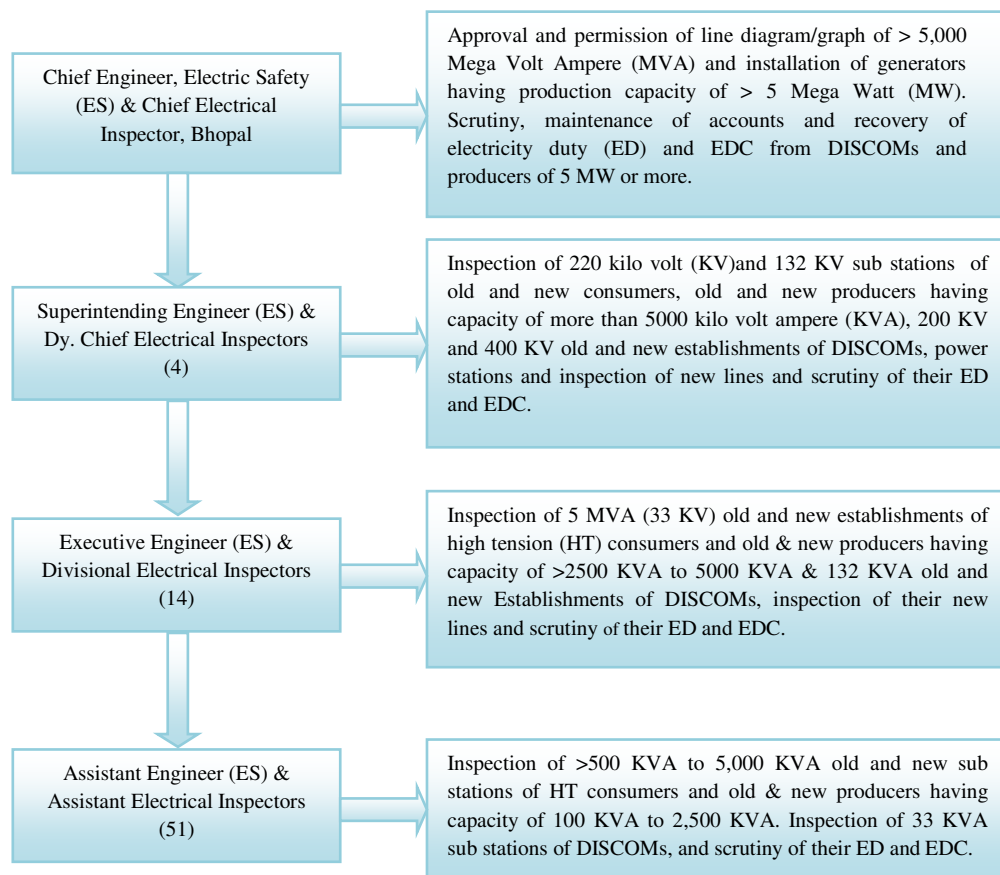 Chief Engineer, Electric Safety
(ES) & Chief Electrical
Inspector, Bhopal
Approval and permission of line diagram/graph of > 5,000
Mega Volt Ampere (MVA) and installation of generators
having production capacity of > 5 Mega Watt (MW).
Scrutiny, maintenance of accounts and recovery of
electricity duty (ED) and EDC from DISCOMs and
producers of 5 MW or more.
Superintending Engineer (ES) &
Dy. Chief Electrical Inspectors
(4)
Inspection of 220 kilo volt (KV)and 132 KV sub stations of
old and new consumers, old and new producers having
capacity of more than 5000 kilo volt ampere (KVA), 200 KV
and 400 KV old and new establishments of DISCOMs, power
stations and inspection of new lines and scrutiny of their ED
and EDC.
Executive Engineer (ES) &
Divisional Electrical Inspectors
(14)
Inspection of 5 MVA (33 KV) old and new establishments of
high tension (HT) consumers and old & new producers having
capacity of >2500 KVA to 5000 KVA & 132 KVA old and
new Establishments of DISCOMs, inspection of their new
lines and scrutiny of their ED and EDC.
Assistant Engineer (ES) &
Assistant Electrical Inspectors
(51)
Inspection of >500 KVA to 5,000 KVA old and new sub
stations of HT consumers and old & new producers having
capacity of 100 KVA to 2,500 KVA. Inspection of 33 KVA
sub stations of DISCOMs, and scrutiny of their ED and EDC.